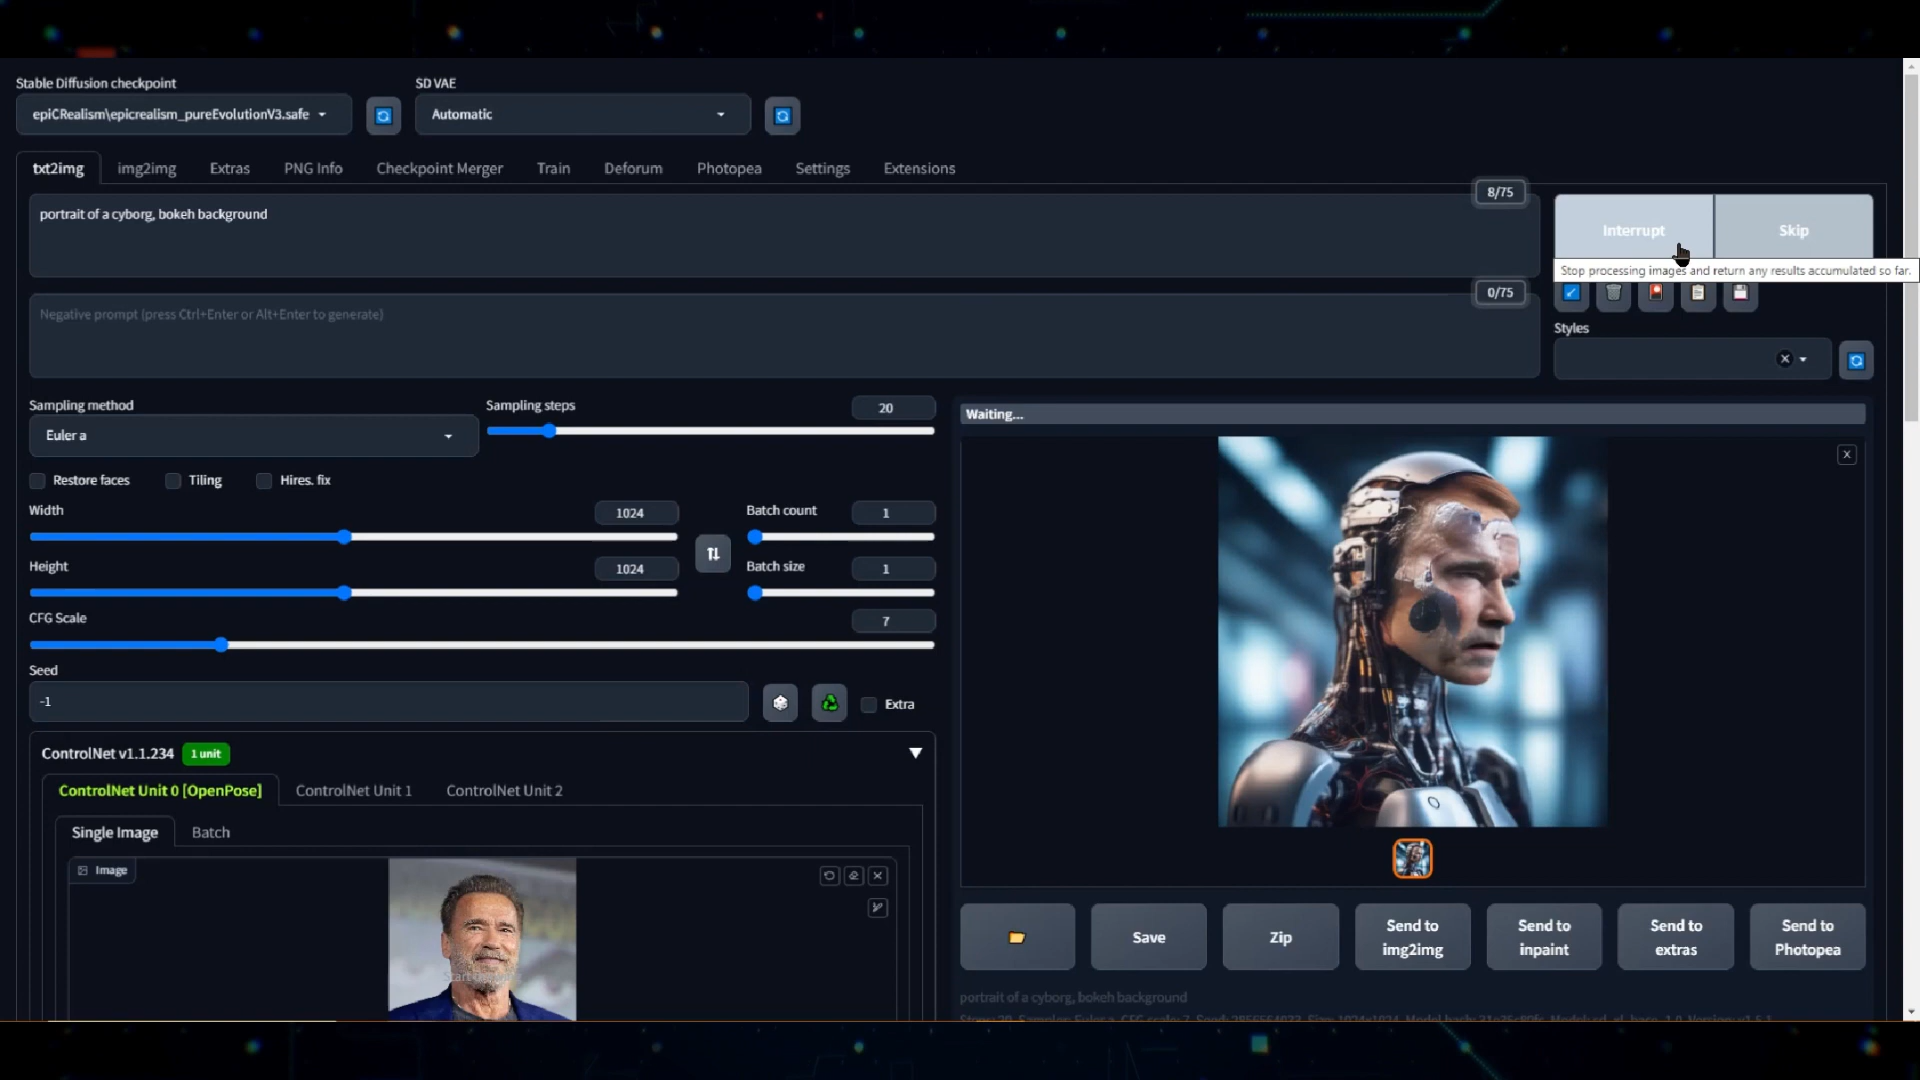 Stable Diffusion checkpoint
SD VAE
epiCRealism\epicrealism_pureEvolutionV3.safe
Automatic
txt2img
img2img
Extras
PNG Info
Checkpoint Merger
Train
Deforum
Photopea
Settings
Extensions
8/75
portrait of a cyborg, bokeh background
Interrupt
Skip
Stop processing images and return any results accumulated so far.
0/75
Negative prompt (press Ctrl+Enter or Alt+Enter to generate)
Styles
Sampling method
Sampling steps
20
Euler a
Waiting...
X
Restore faces
Tiling
Hires. fix
Width
1024
Batch count
1
Height
1024
Batch size
1
CFG Scale
7
Seed
-1
Extra
ControlNet v1.1.234
1 unit
ControlNet Unit 0 [OpenPose]
ControlNet Unit 1
ControlNet Unit 2
Single Image
Batch
Image
Save
Zip
Send to
img2img
Send to
inpaint
Send to
extras
Send to
Photopea
portrait of a cyborg, bokeh background